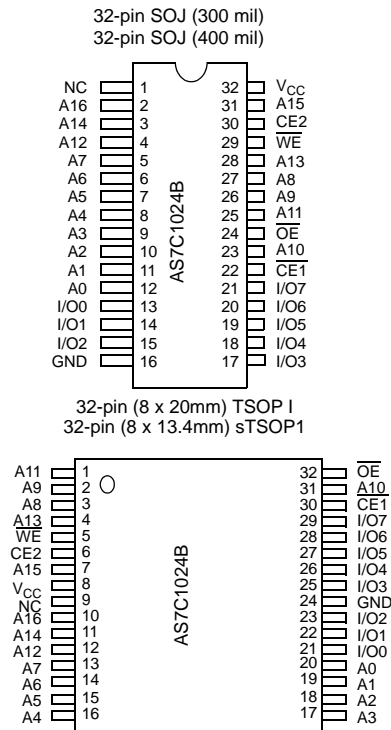 32-pin SOJ (300 mil)
32-pin SOJ (400 mil)
NC 1 32 VCC
A16 2 31 A15
A14 3 30 CE2
A12 4 29 WE
A7 5 28 A13
A6 6 27 A8
A5 7 26 A9
A4 8 25 A11
A3 9 24 OE
A2 10 23 A10
A1 11 22 CE1
A0 12 21 I/O7
I/O0 13 20 I/O6
I/O1 14 19 I/O5
I/O2 15 18 I/O4
GND 16 17 I/O3
AS7C1024B
32-pin (8 x 20mm) TSOP I
32-pin (8 x 13.4mm) sTSOP1
A11 1 32 OE
A9 2 31 A10
A8 3 30 CE1
A13 4 29 I/O7
WE 5 28 I/O6
CE2 6 27 I/O5
A15 7 26 I/O4
VCC 8 25 I/O3
NC 9 24 GND
A16 10 23 I/O2
A14 11 22 I/O1
A12 12 21 I/O0
A7 13 20 A0
A6 14 19 A1
A5 15 18 A2
A4 16 17 A3
AS7C1024B